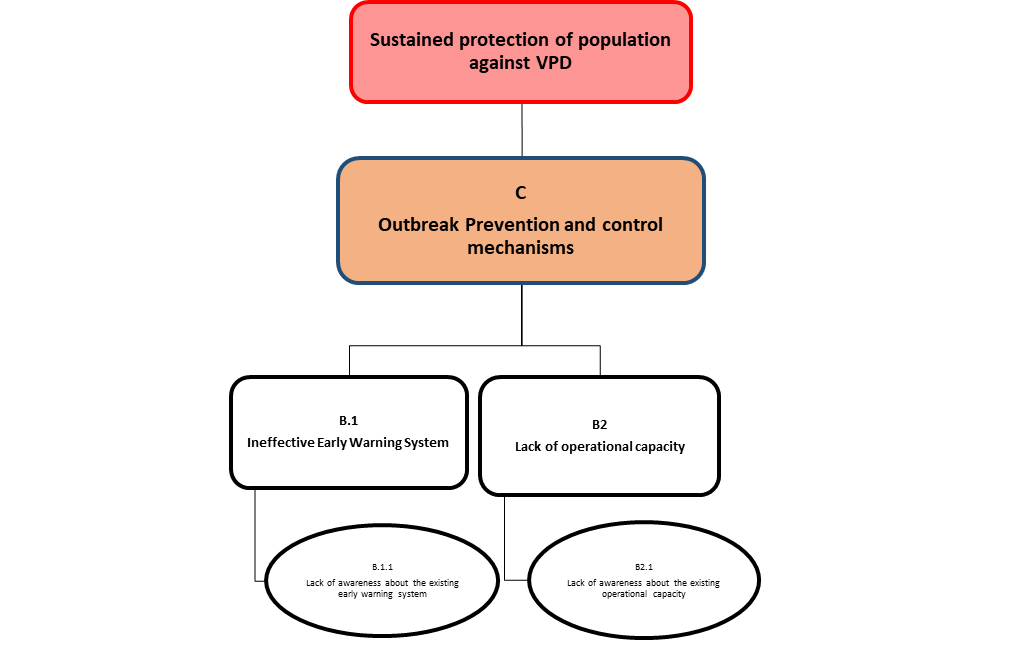 Sustained protection of population
against VPD
C
Outbreak Prevention and control
mechanisms
B.1
Ineffective Early Warning System
B2
Lack of operational capacity
B.1.1
Lack of awareness about the existing
early warning system
B2.1
Lack of awareness about the existing
operational capacity